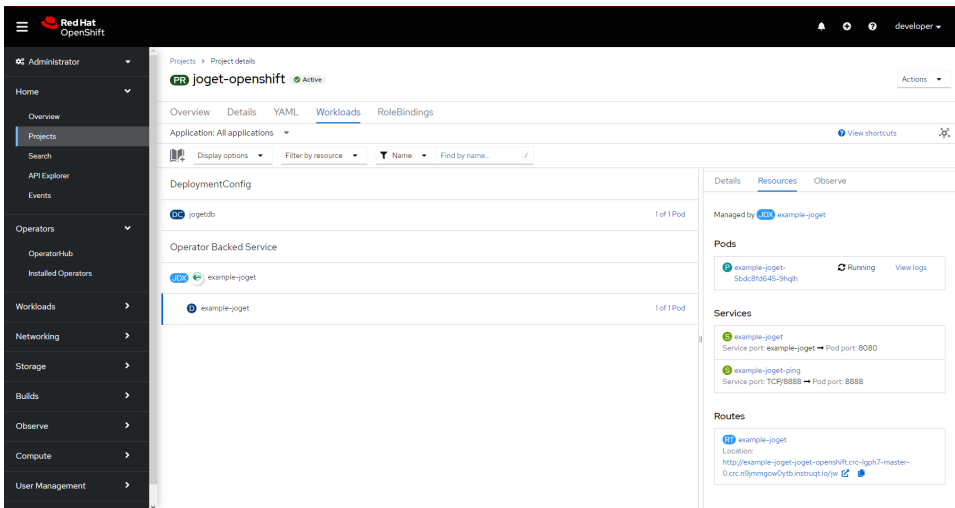 Red Hat
OpenShift
developer
Administrator
Home
Overview
Projects
Search
API Explorer
Events
Operators
OperatorHub
Installed Operators
Workloads
Networking
Storage
Builds
Observe
Compute
User Management
Projects > Project details
PR joget-openshift Active
Actions
Overview Details YAML Workloads RoleBindings
Application: All applications
View shortcuts
Display options Filter by resource Name Find by name... /
DeploymentConfig
DC jogetdb 1 of 1 Pod
Operator Backed Service
JDX example-joget
D example-joget 1 of 1 Pod
Details Resources Observe
Managed by JDX example-joget
Pods
P example-joget- Running View logs
5bdc8fd645-9hqlh
Services
S example-joget
Service port: example-joget → Pod port: 8080
S example-joget-ping
Service port: TCP/8888 → Pod port: 8888
Routes
RT example-joget
Location:
http://example-joget-joget-openshift.crc-lgph7-master-
0.crc.n9jmmgow0ytb.instruqt.io/jw